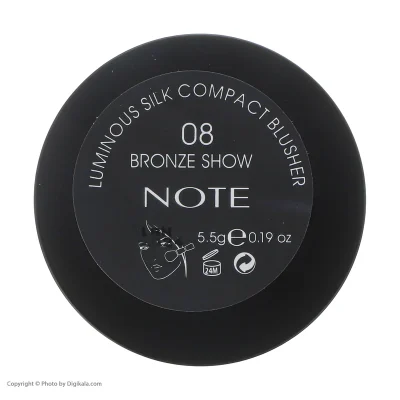 LUMINOUS SILK COMPACT BLUSHER
08
BRONZE SHOW
NOTE
5.5g e 0.19 oz
24M
Copyright © Photo by Digikala.com